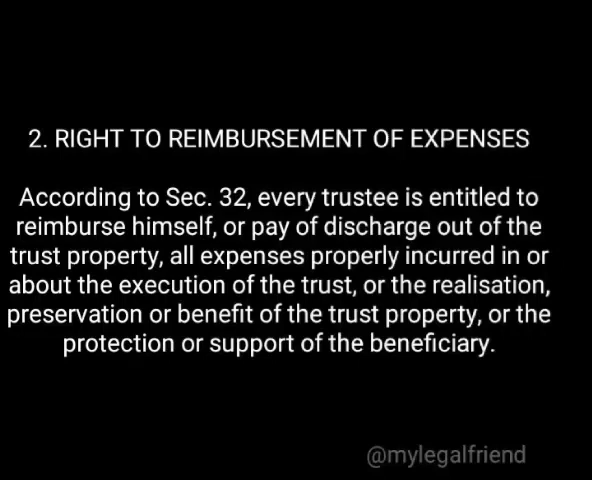 2. RIGHT TO REIMBURSEMENT OF EXPENSES
According to Sec. 32, every trustee is entitled to
reimburse himself, or pay of discharge out of the
trust property, all expenses properly incurred in or
about the execution of the trust, or the realisation,
preservation or benefit of the trust property, or the
protection or support of the beneficiary.
@mylegalfriend